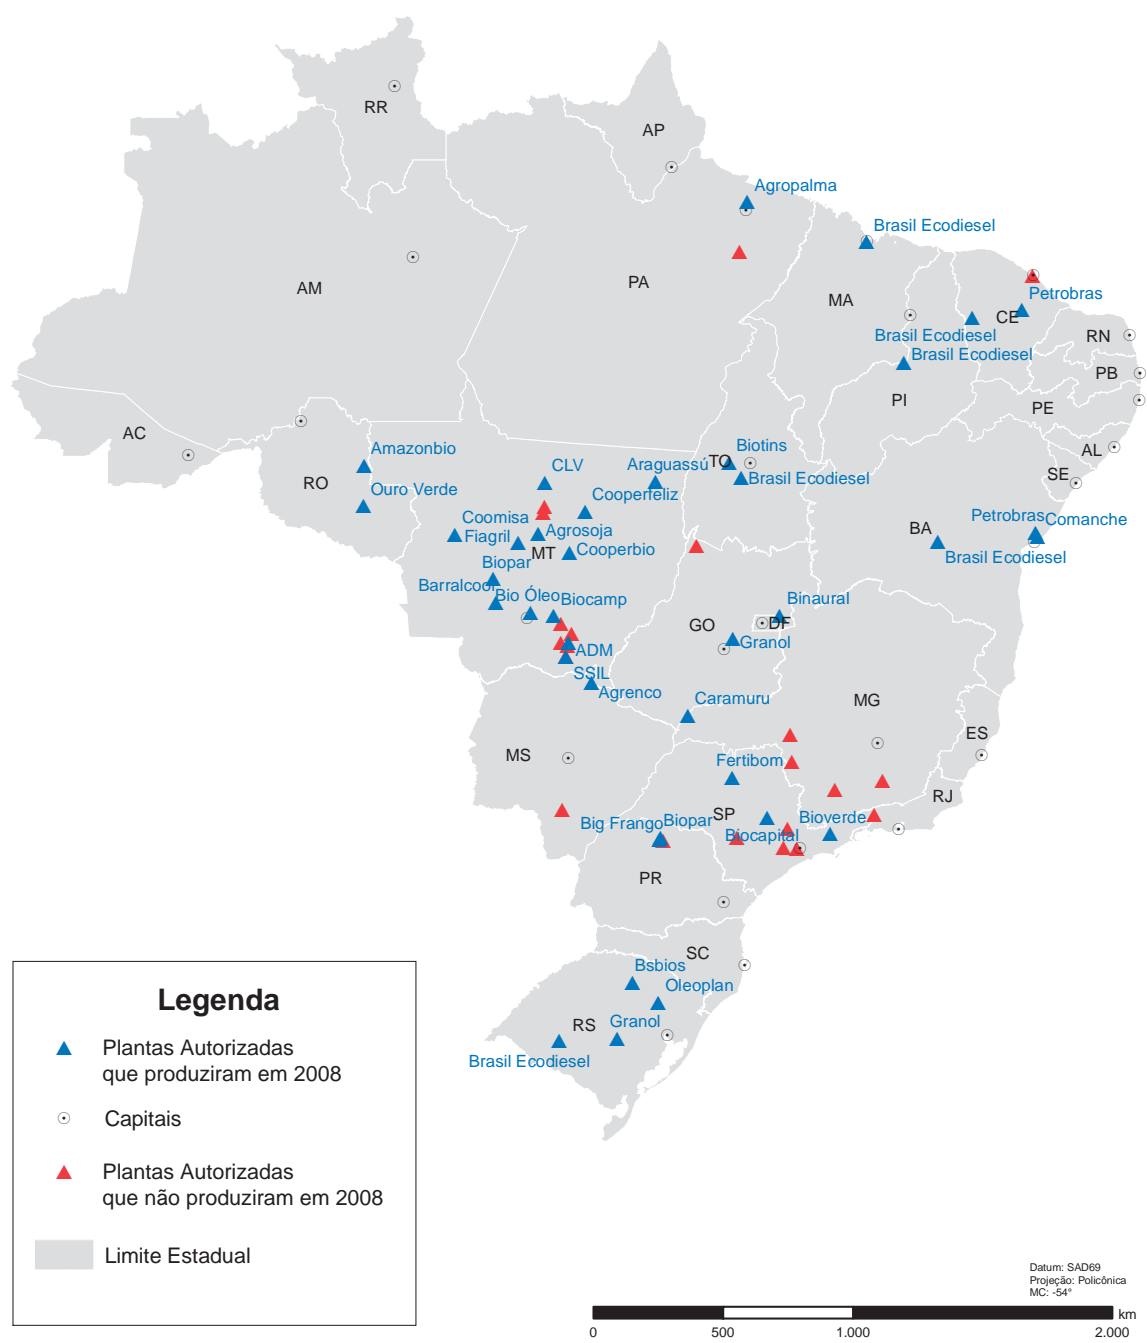 RR
AP
Agropalma
Brasil Ecodiesel
AM
PA
MA
Petrobras
CE
Brasil Ecodiesel
RN
Brasil Ecodiesel
PB
PI
PE
AC
AL
Amazonbio
Biotins
TO
CLV
Araguassú
Brasil Ecodiesel
SE
RO
Ouro Verde
Cooperfeliz
Coomisa
Petrobras
Comanche
BA
Fiagril
Agrosoja
MT
Cooperbio
Brasil Ecodiesel
Biopar
Barralcool
Bio Óleo
Biocamp
Binaural
GO
DF
Granol
ADM
SSIL
Agrenco
Caramuru
MG
ES
MS
Fertibom
RJ
SP
Bioverde
Big Frango
Biopar
Biocapital
PR
SC
Bsbios
Oleoplan
RS
Granol
Brasil Ecodiesel
Legenda
Plantas Autorizadas
que produziram em 2008
Capitais
Plantas Autorizadas
que não produziram em 2008
Limite Estadual
Datum: SAD69
Projeção: Policônica
MC: -54°
km
0
500
1.000
2.000